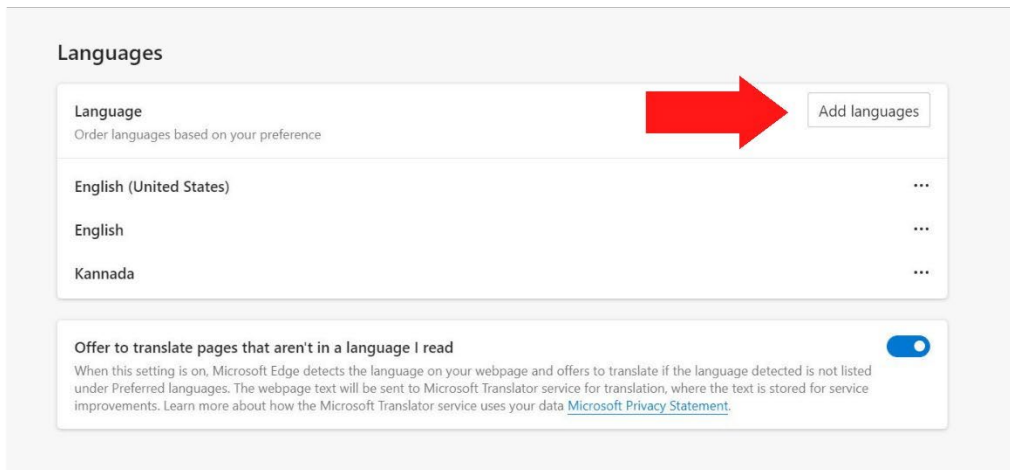 Languages
Language
Add languages
Order languages based on your preference
English (United States)
English
Kannada
Offer to translate pages that aren't in a language I read
When this setting is on, Microsoft Edge detects the language on your webpage and offers to translate if the language detected is not listed
under Preferred languages. The webpage text will be sent to Microsoft Translator service for translation, where the text is stored for service
improvements. Learn more about how the Microsoft Translator service uses your data Microsoft Privacy Statement.